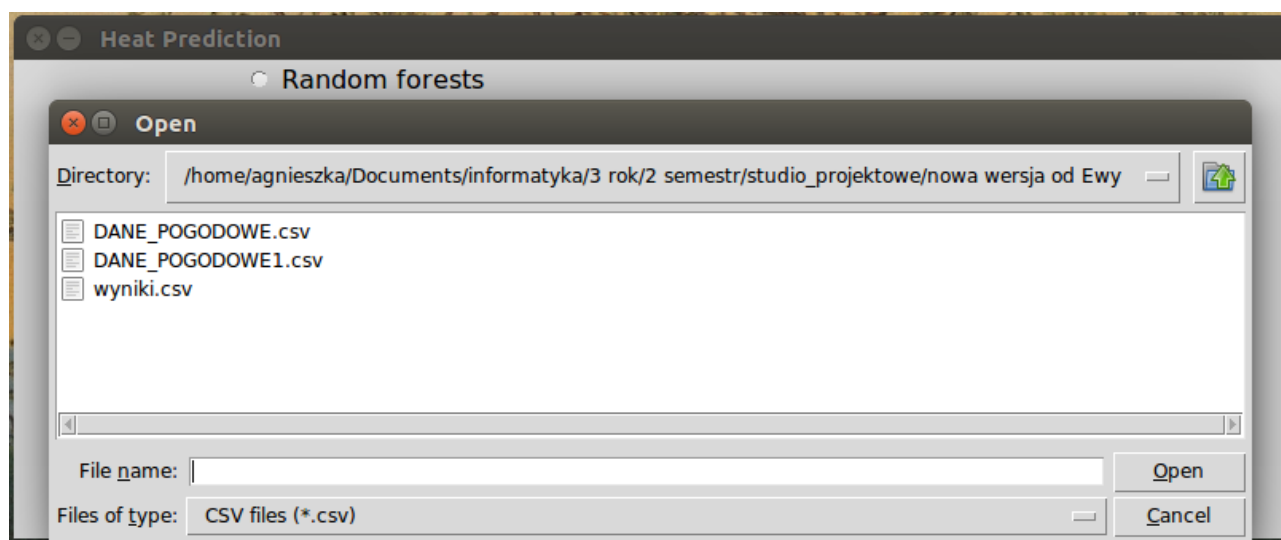 Heat Prediction
Random forests
Open
Directory: /home/agnieszka/Documents/informatyka/3 rok/2 semestr/studio_projektowe/nowa wersja od Ewy
DANE_POGODOWE.csv
DANE_POGODOWE1.csv
wyniki.csv
File name: Open
Files of type: CSV files (*.csv) Cancel